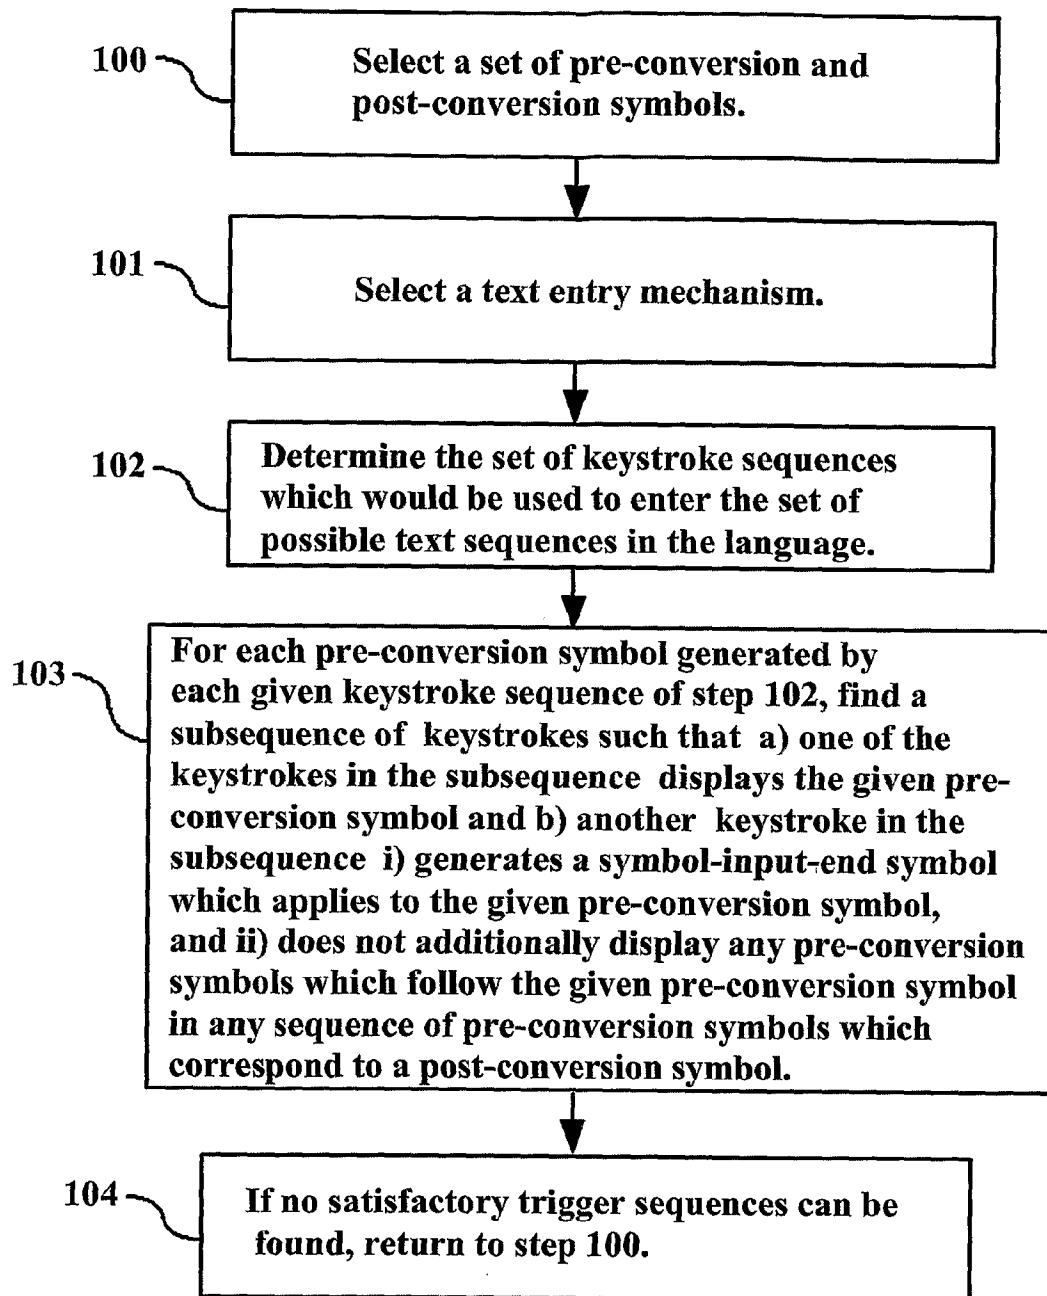 100
Select a set of pre-conversion and
post-conversion symbols.
101
Select a text entry mechanism.
102
Determine the set of keystroke sequences
which would be used to enter the set of
possible text sequences in the language.
103
For each pre-conversion symbol generated by
each given keystroke sequence of step 102, find a
subsequence of keystrokes such that a) one of the
keystrokes in the subsequence displays the given pre-
conversion symbol and b) another keystroke in the
subsequence i) generates a symbol-input-end symbol
which applies to the given pre-conversion symbol,
and ii) does not additionally display any pre-conversion
symbols which follow the given pre-conversion symbol
in any sequence of pre-conversion symbols which
correspond to a post-conversion symbol.
104
If no satisfactory trigger sequences can be
found, return to step 100.